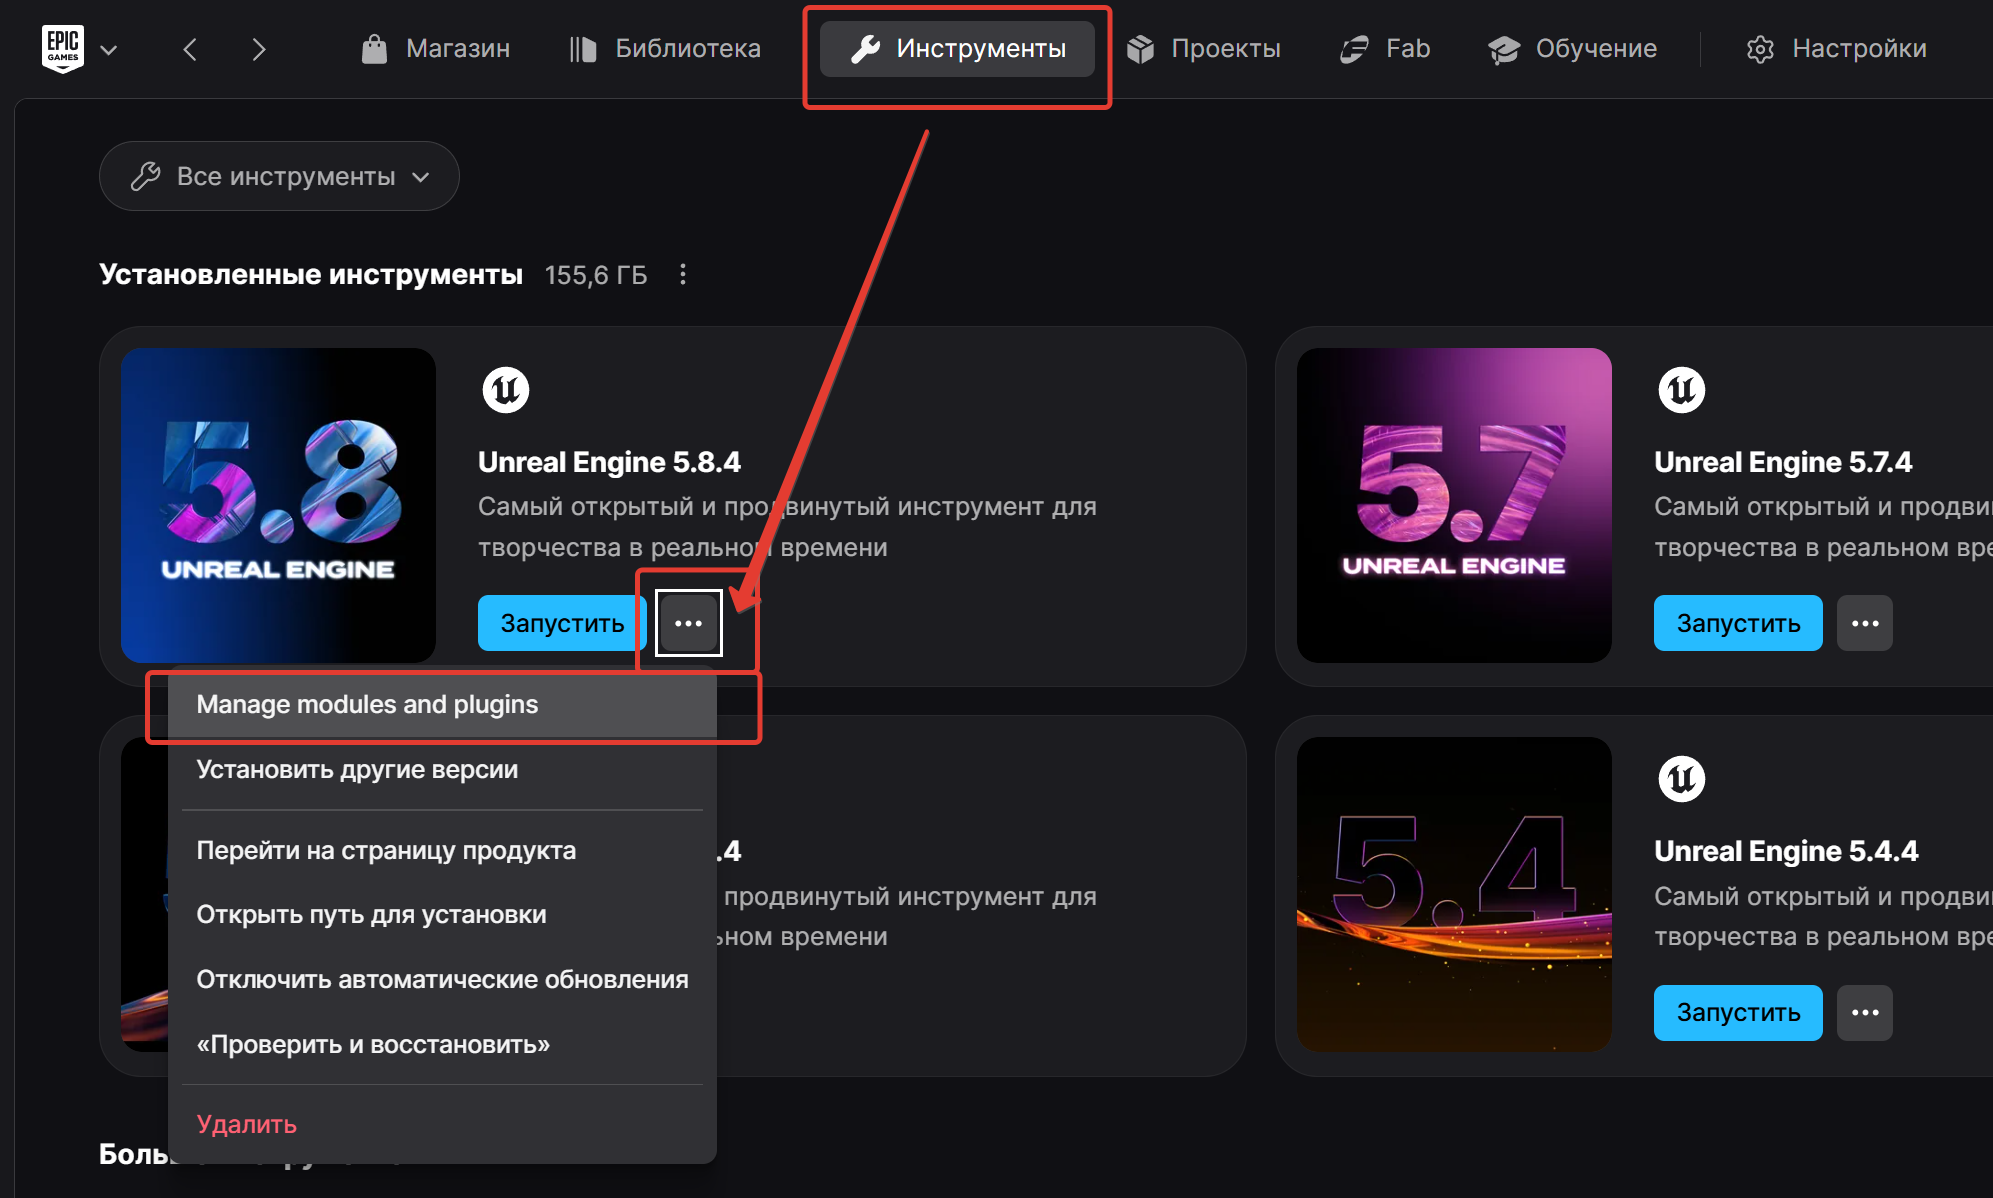 EPIC
GAMES
Магазин
Библиотека
Инструменты
Проекты
Fab
Обучение
Настройки
Все инструменты
Установленные инструменты 155,6 ГБ
5.8
UNREAL ENGINE
Unreal Engine 5.8.4
Самый открытый и продвинутый инструмент для
творчества в реальном времени
Запустить
5.7
UNREAL ENGINE
Unreal Engine 5.7.4
Самый открытый и продви
творчества в реальном вре
Запустить
Manage modules and plugins
Установить другие версии
Перейти на страницу продукта
Открыть путь для установки
Отключить автоматические обновления
«Проверить и восстановить»
Удалить
.4
продвинутый инструмент для
ьном времени
5.4
Unreal Engine 5.4.4
Самый открытый и продви
творчества в реальном вре
Запустить